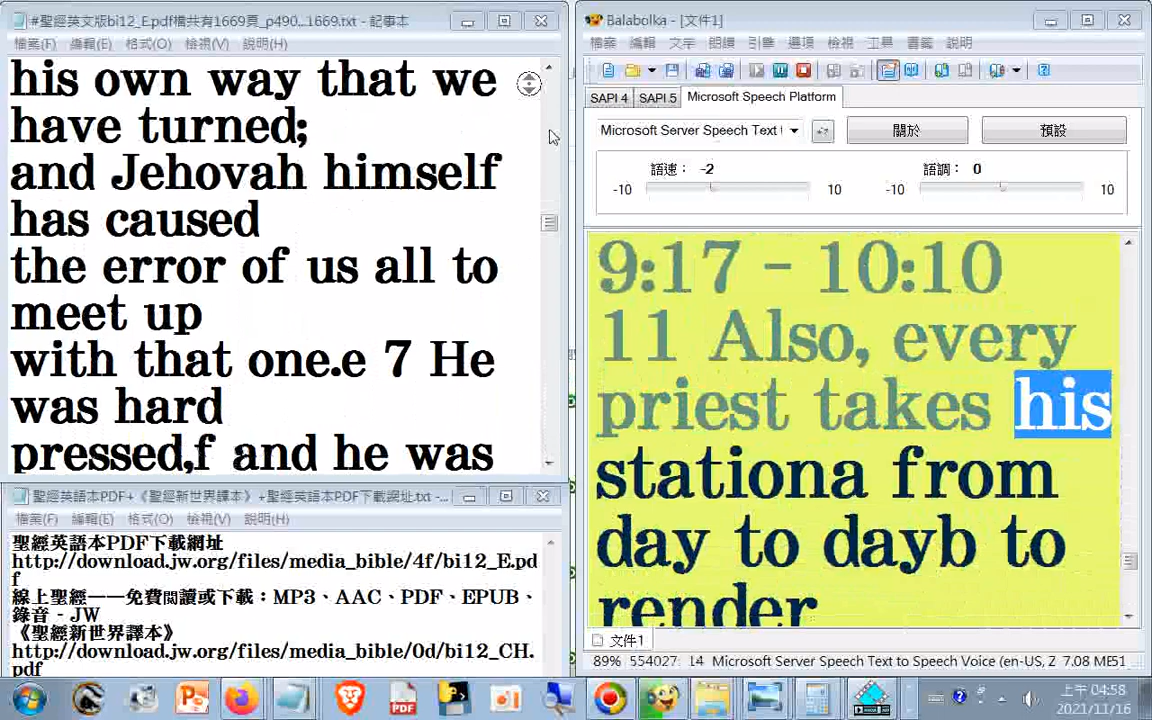 #聖經英文版bi12_E.pdf檔共有1669頁_p490...1669.txt - 記事本
檔案(F) 編輯(E) 格式(O) 檢視(V) 說明(H)
his own way that we
have turned;
and Jehovah himself
has caused
the error of us all to
meet up
with that one.e 7 He
was hard
pressed,f and he was
聖經英語本PDF+《聖經新世界譯本》+聖經英語本PDF下載網址.txt -...
檔案(F) 編輯(E) 格式(O) 檢視(V) 說明(H)
聖經英語本PDF下載網址
http://download.jw.org/files/media_bible/4f/bi12_E.pd
f
線上聖經——免費閱讀或下載：MP3、AAC、PDF、EPUB、
錄音 - JW
《聖經新世界譯本》
http://download.jw.org/files/media_bible/0d/bi12_CH.
pdf
Balabolka - [文件1]
檔案 編輯 文字 朗讀 引擎 選項 檢視 工具 書籤 說明
SAPI 4 SAPI 5 Microsoft Speech Platform
Microsoft Server Speech Text 關於 預設
語速： -2 語調： 0
-10 10 -10 10
9:17 - 10:10
11 Also, every
priest takes his
stationa from
day to dayb to
render
文件1
89% 554027: 14 Microsoft Server Speech Text to Speech Voice (en-US, Z 7.08 ME51
上午 04:58
2021/11/16